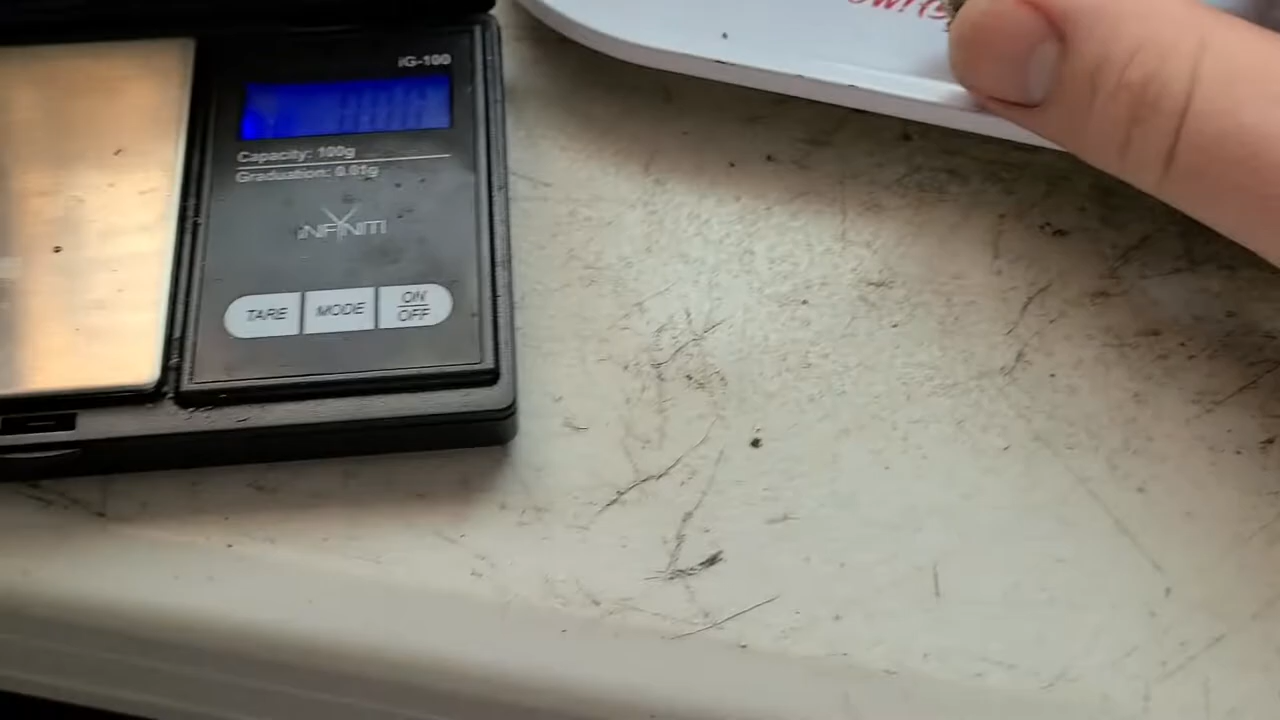 iG-100
Capacity: 100g
Graduation: 0.01g
iNFiNiTi
TARE
MODE
ON
OFF